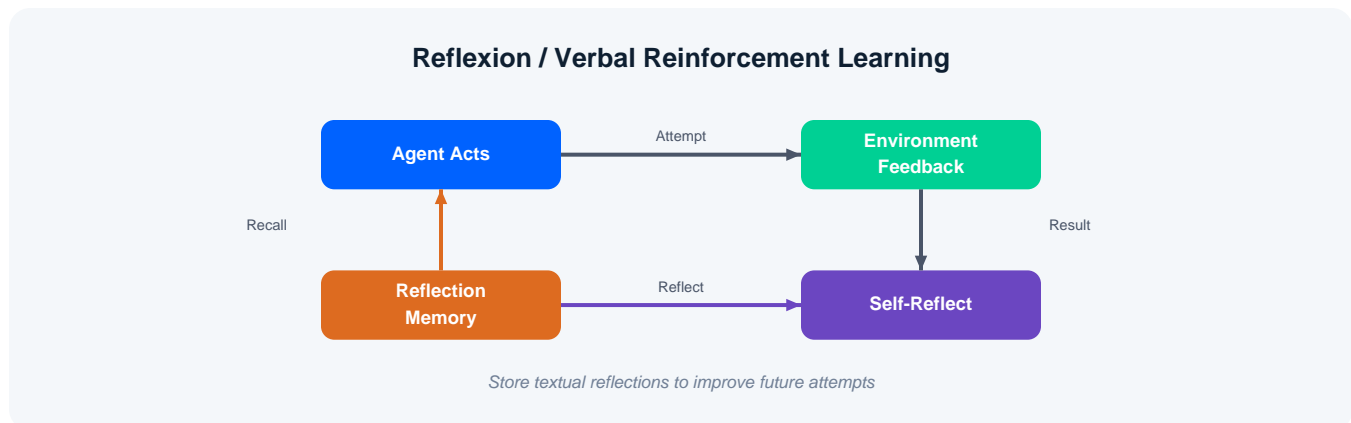 Reflexion / Verbal Reinforcement Learning
Agent Acts
Attempt
Environment
Feedback
Recall
Result
Reflection
Memory
Reflect
Self-Reflect
Store textual reflections to improve future attempts